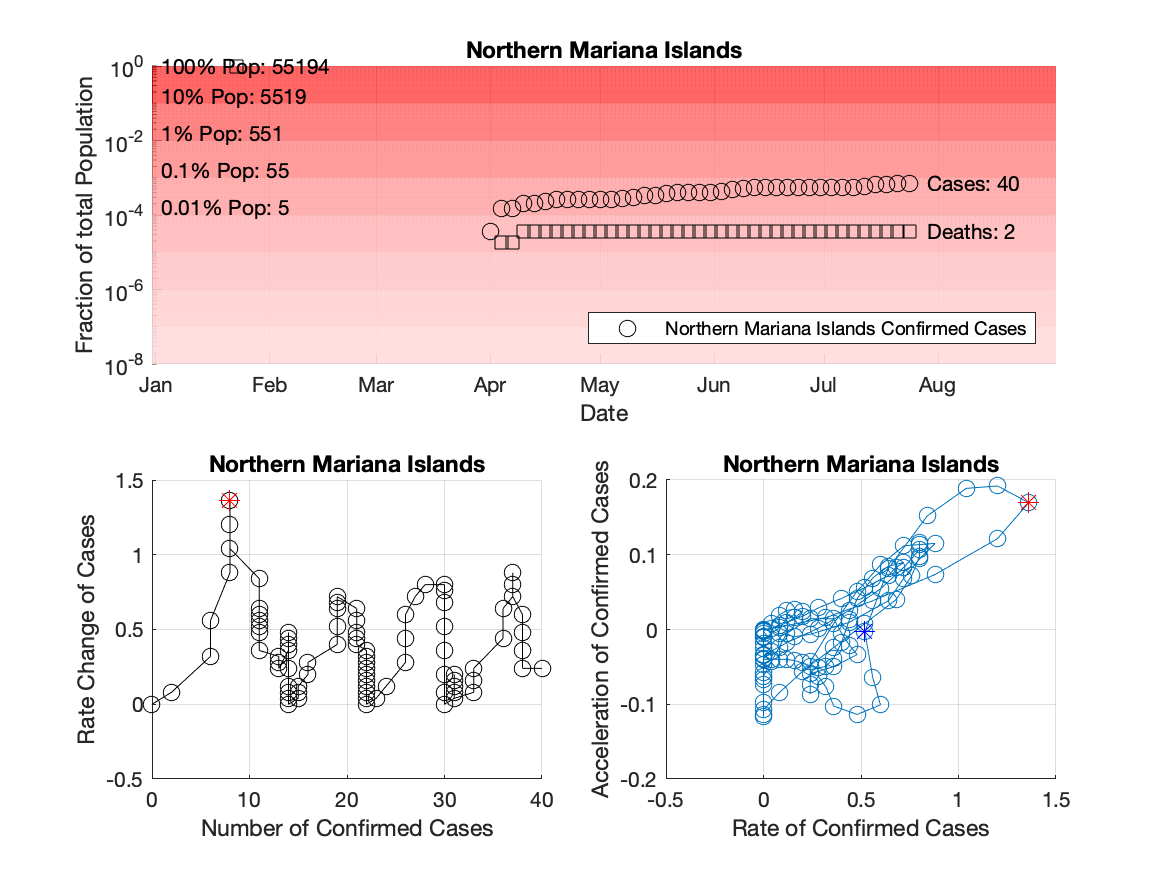 Northern Mariana Islands
Fraction of total Population
10^0
10^-2
10^-4
10^-6
10^-8
100% Pop: 55194
10% Pop: 5519
1% Pop: 551
0.1% Pop: 55
0.01% Pop: 5
Cases: 40
Deaths: 2
Northern Mariana Islands Confirmed Cases
Jan Feb Mar Apr May Jun Jul Aug
Date
Northern Mariana Islands
Rate Change of Cases
1.5
1
0.5
0
-0.5
0 10 20 30 40
Number of Confirmed Cases
Northern Mariana Islands
Acceleration of Confirmed Cases
0.2
0.1
0
-0.1
-0.2
-0.5 0 0.5 1 1.5
Rate of Confirmed Cases